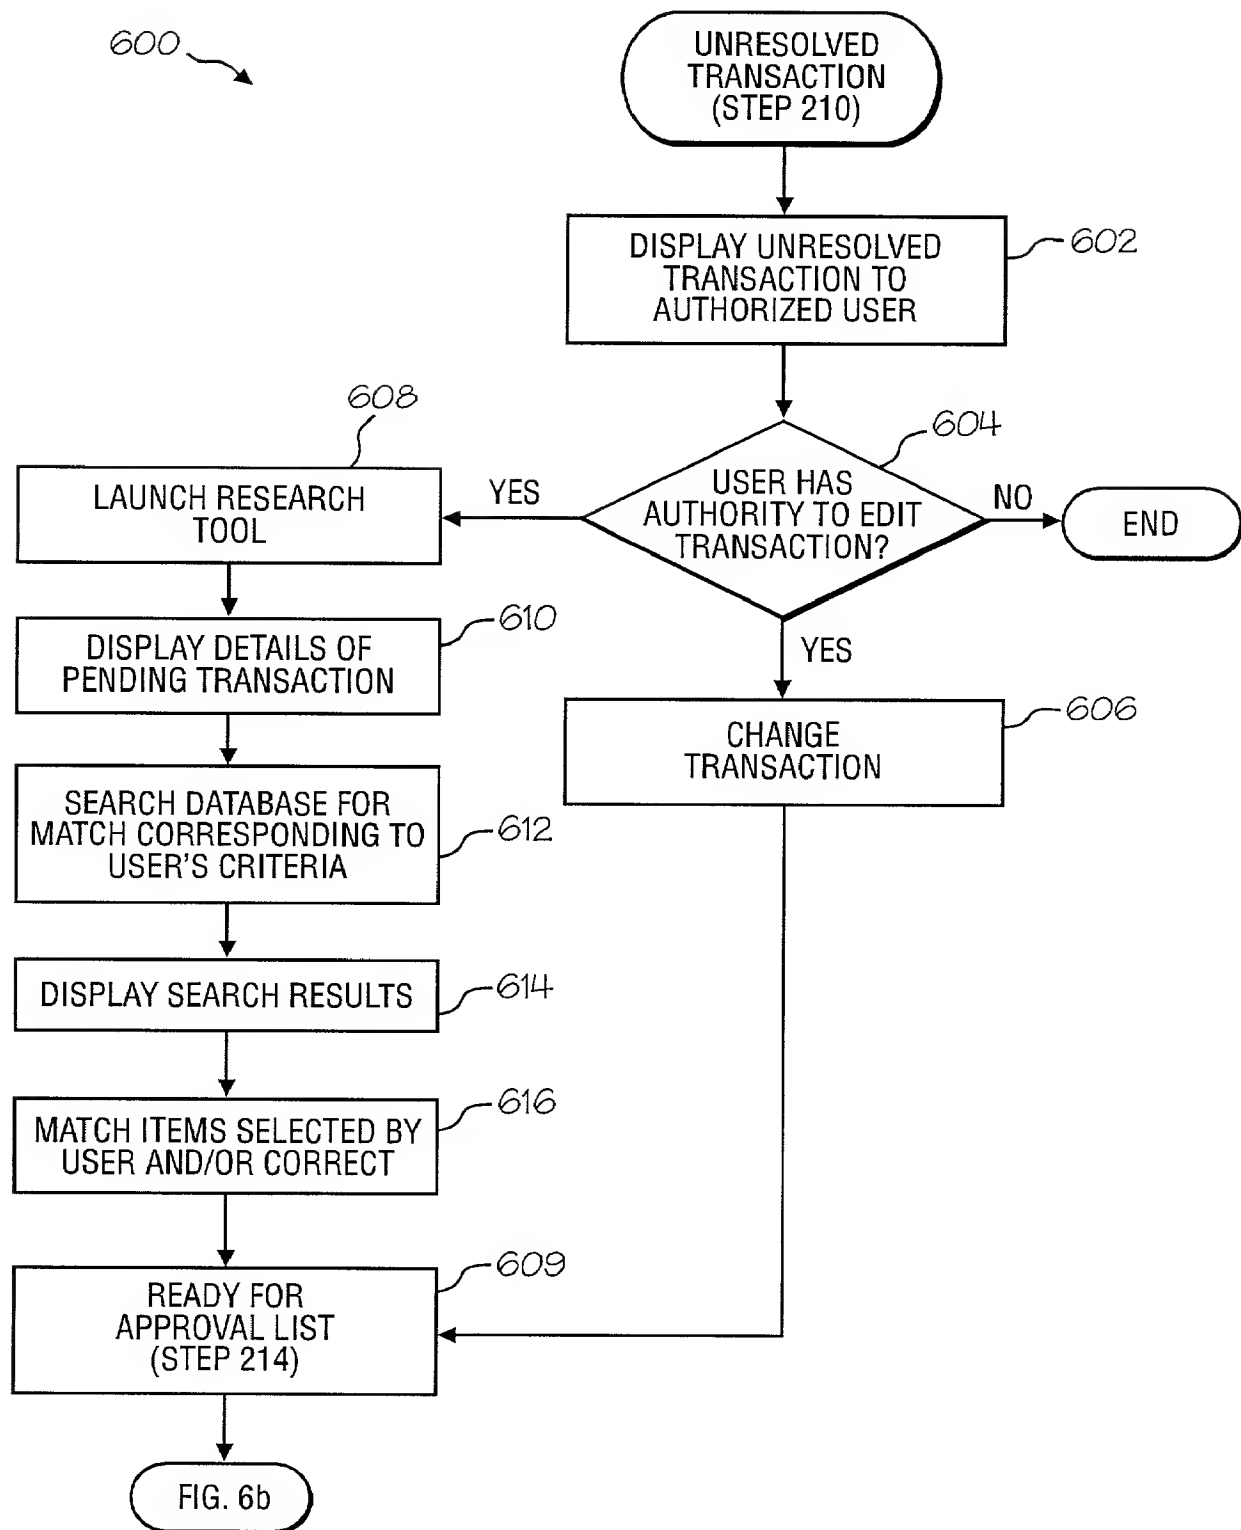 600
UNRESOLVED
TRANSACTION
(STEP 210)
DISPLAY UNRESOLVED
TRANSACTION TO
AUTHORIZED USER
602
604
USER HAS
AUTHORITY TO EDIT
TRANSACTION?
NO
END
YES
608
LAUNCH RESEARCH
TOOL
YES
CHANGE
TRANSACTION
606
DISPLAY DETAILS OF
PENDING TRANSACTION
610
SEARCH DATABASE FOR
MATCH CORRESPONDING TO
USER'S CRITERIA
612
DISPLAY SEARCH RESULTS
614
MATCH ITEMS SELECTED BY
USER AND/OR CORRECT
616
READY FOR
APPROVAL LIST
(STEP 214)
609
FIG. 6b